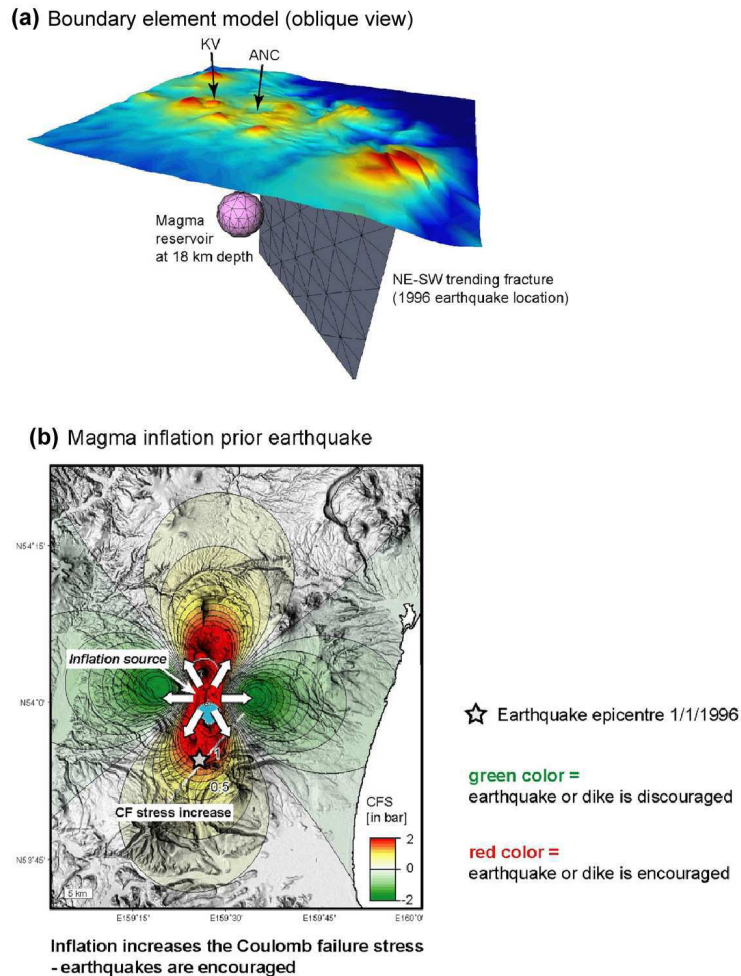 (a) Boundary element model (oblique view)
KV
ANC
Magma
reservoir
at 18 km depth
NE-SW trending fracture
(1996 earthquake location)
(b) Magma inflation prior earthquake
N54°15'
Inflation source
N54°0'
1
0.5
CF stress increase
CFS
[in bar]
2
0
-2
N53°45'
5 km
E159°15'
E159°30'
E159°45'
E160°0'
Earthquake epicentre 1/1/1996
green color =
earthquake or dike is discouraged
red color =
earthquake or dike is encouraged
Inflation increases the Coulomb failure stress
- earthquakes are encouraged